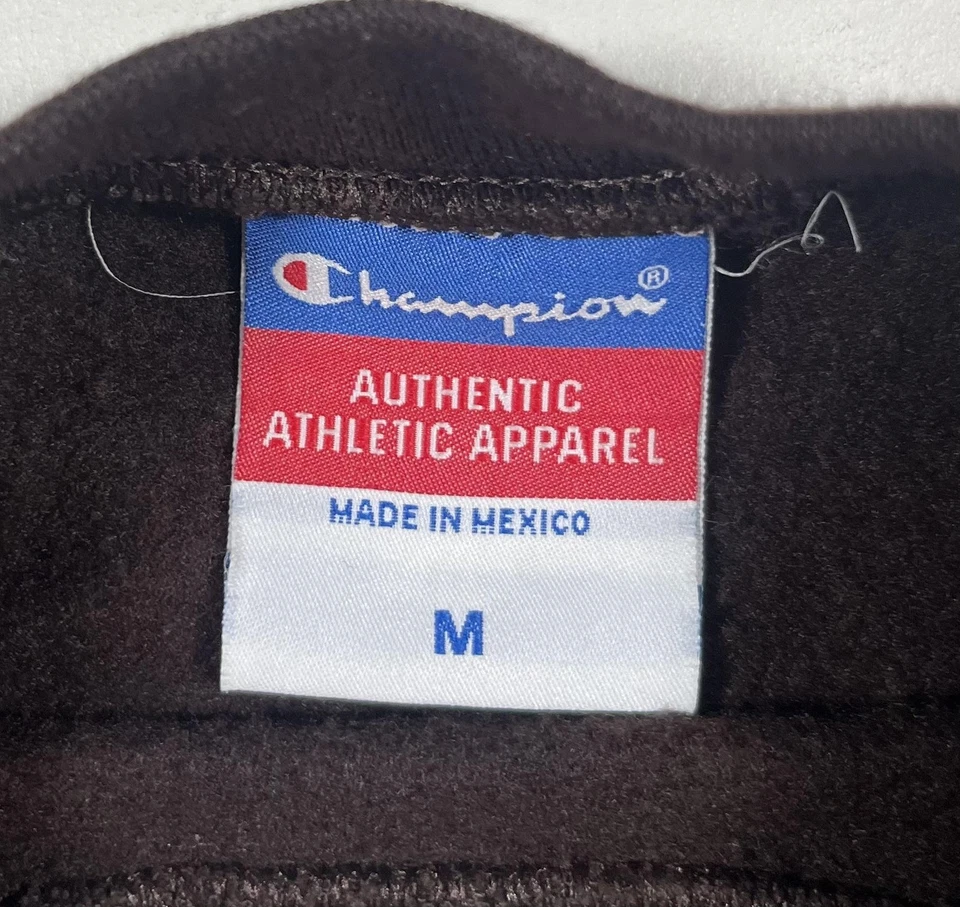 Champion®
AUTHENTIC
ATHLETIC APPAREL
MADE IN MEXICO
M